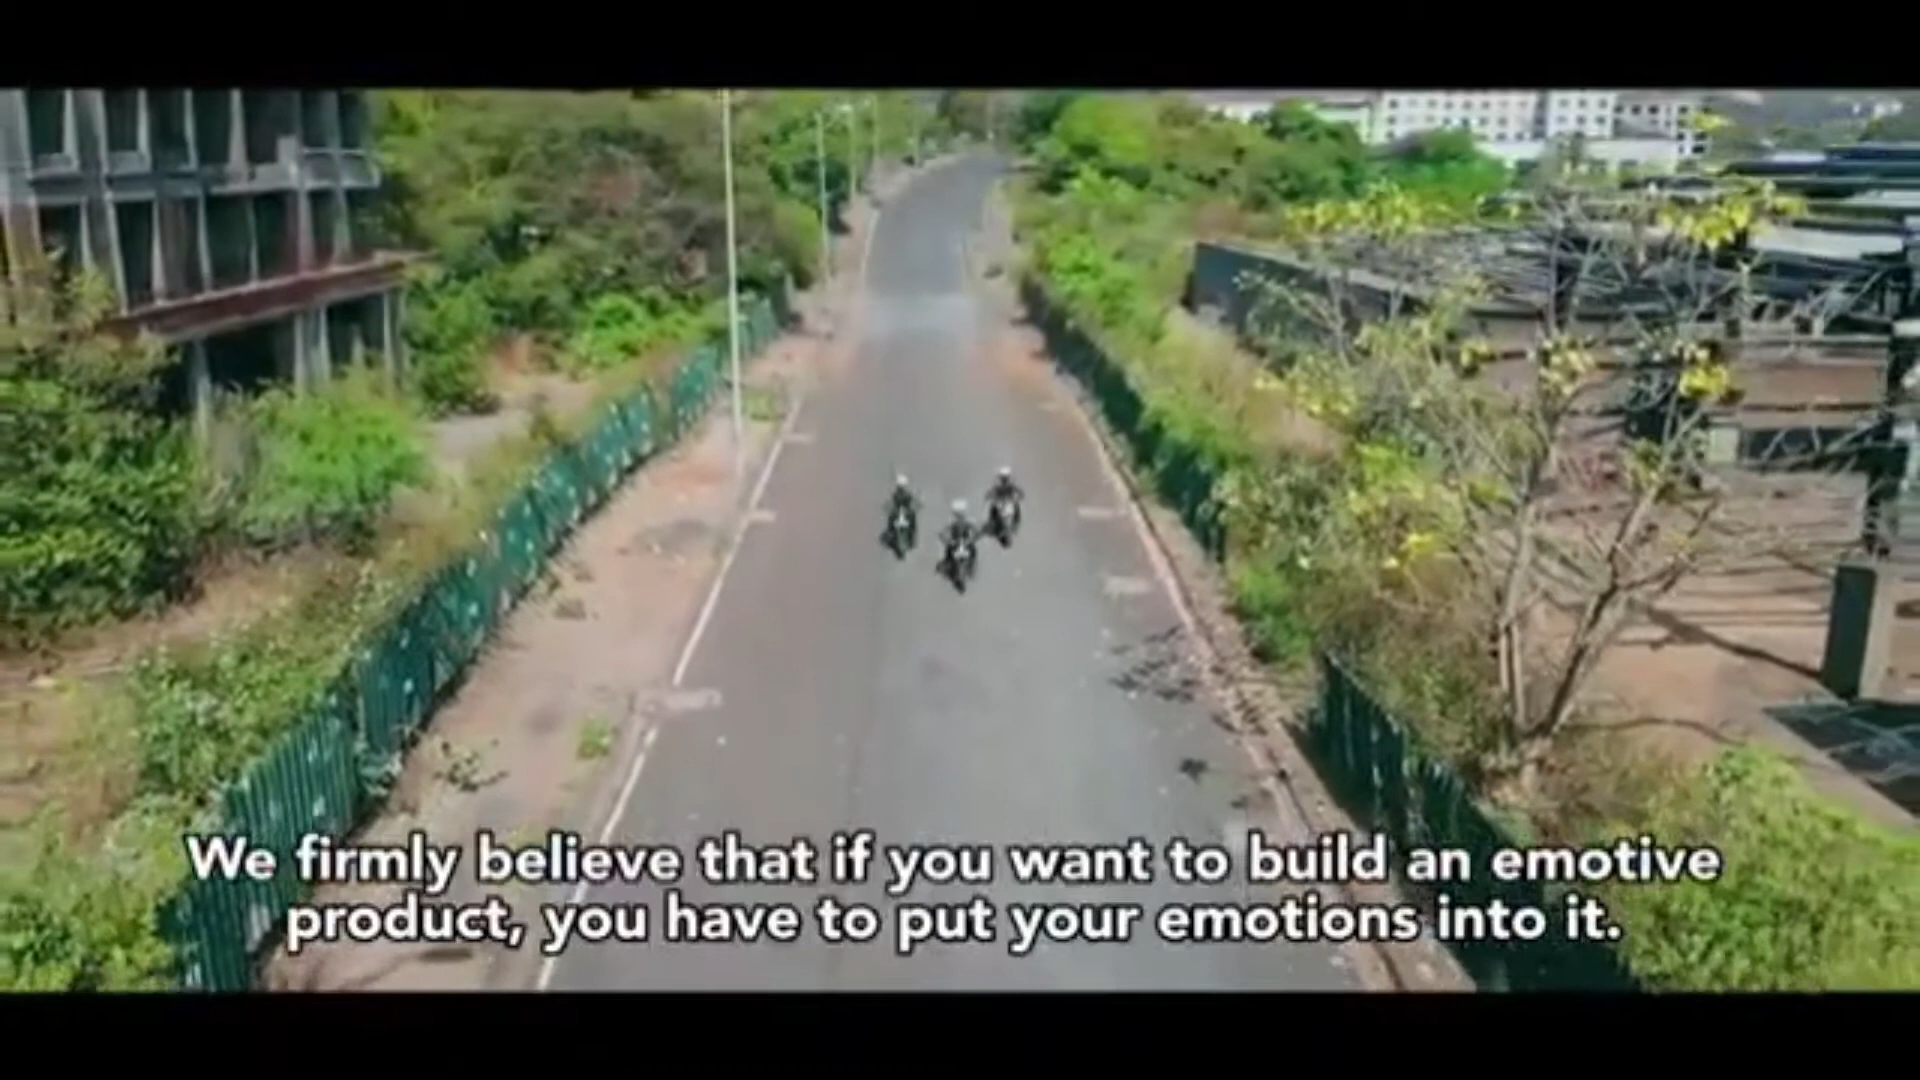 We firmly believe that if you want to build an emotive
product, you have to put your emotions into it.